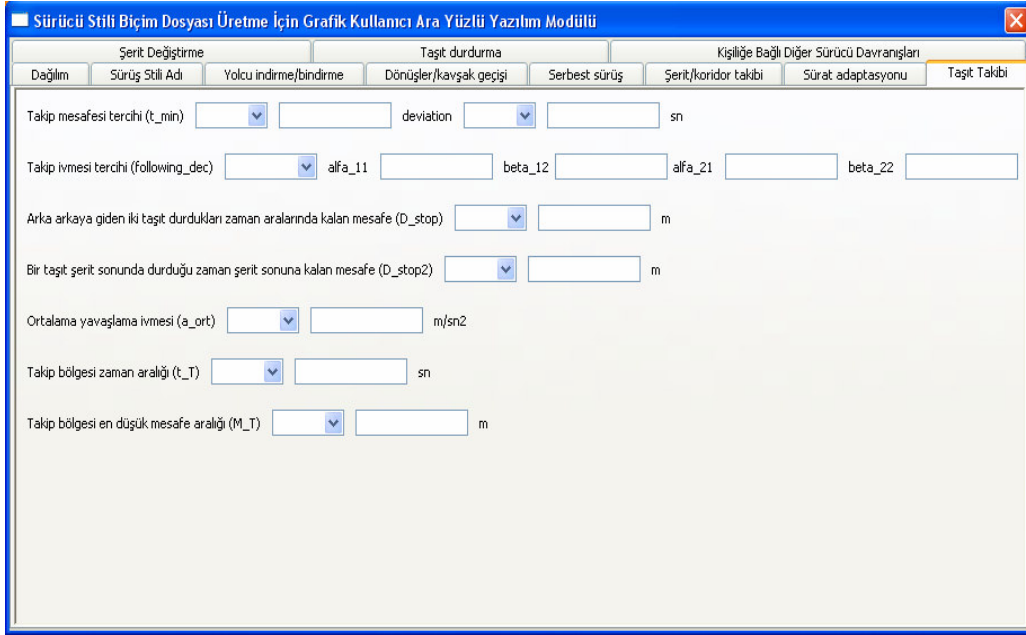 Sürücü Stili Biçim Dosyası Üretme İçin Grafik Kullanıcı Ara Yüzlü Yazılım Modülü
Şerit Değiştirme Taşıt durdurma Kişiliğe Bağlı Diğer Sürücü Davranışları
Dağılım Sürüş Stili Adı Yolcu indirme/bindirme Dönüşler/kavşak geçişi Serbest sürüş Şerit/koridor takibi Sürat adaptasyonu Taşıt Takibi
Takip mesafesi tercihi (t_min) deviation sn
Takip ivmesi tercihi (following_dec) alfa_11 beta_12 alfa_21 beta_22
Arka arkaya giden iki taşıt durdukları zaman aralarında kalan mesafe (D_stop) m
Bir taşıt şerit sonunda durduğu zaman şerit sonuna kalan mesafe (D_stop2) m
Ortalama yavaşlama ivmesi (a_ort) m/sn2
Takip bölgesi zaman aralığı (t_T) sn
Takip bölgesi en düşük mesafe aralığı (M_T) m